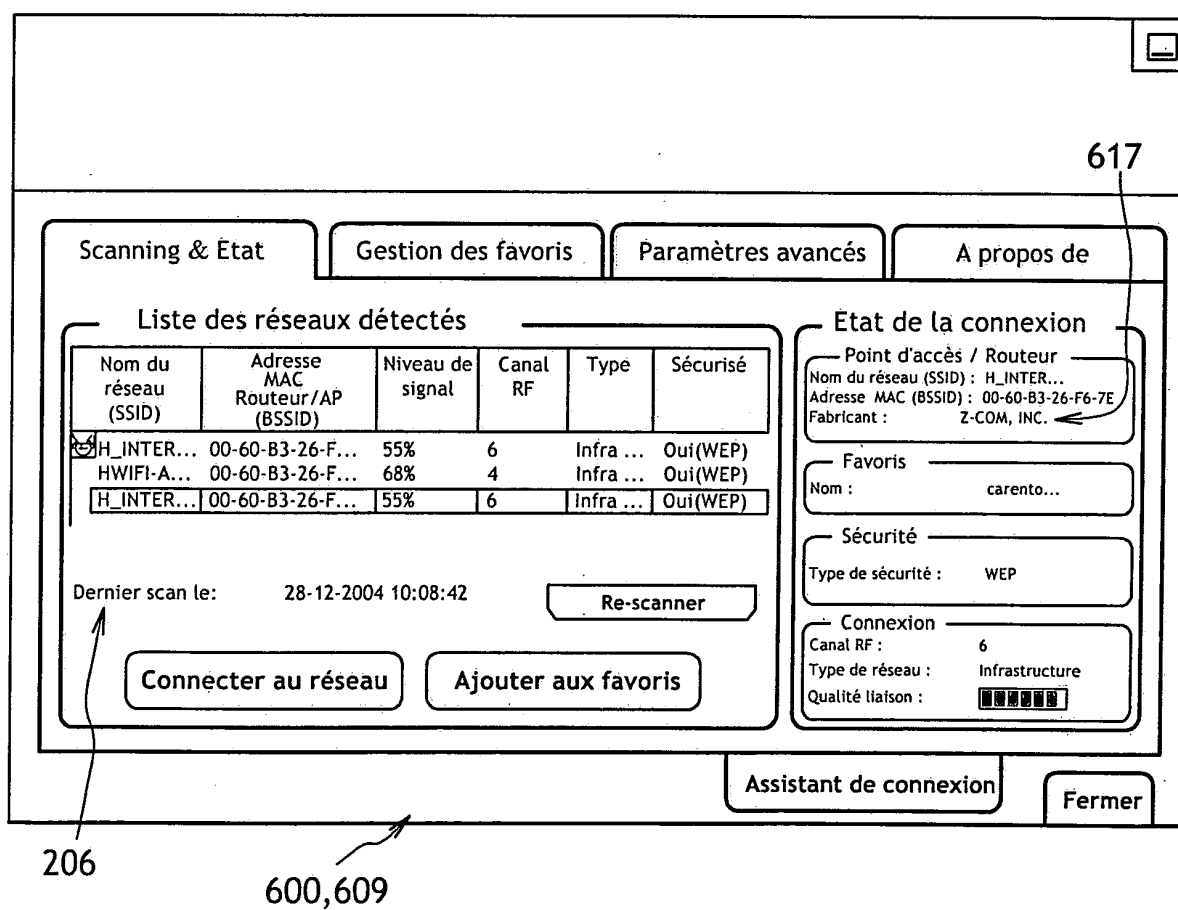 617
Scanning & Etat
Gestion des favoris
Paramètres avancés
A propos de
Liste des réseaux détectés
Nom du réseau (SSID)
Adresse MAC Routeur/AP (BSSID)
Niveau de signal
Canal RF
Type
Sécurisé
H_INTER... 00-60-B3-26-F... 55% 6 Infra ... Oui(WEP)
HWIFI-A... 00-60-B3-26-F... 68% 4 Infra ... Oui(WEP)
H_INTER... 00-60-B3-26-F... 55% 6 Infra ... Oui(WEP)
Dernier scan le: 28-12-2004 10:08:42
Re-scanner
Connecter au réseau
Ajouter aux favoris
Etat de la connexion
Point d'accès / Routeur
Nom du réseau (SSID) : H_INTER...
Adresse MAC (BSSID) : 00-60-B3-26-F6-7E
Fabricant : Z-COM, INC.
Favoris
Nom : carento...
Sécurité
Type de sécurité : WEP
Connexion
Canal RF : 6
Type de réseau : Infrastructure
Qualité liaison :
Assistant de connexion
Fermer
206
600,609